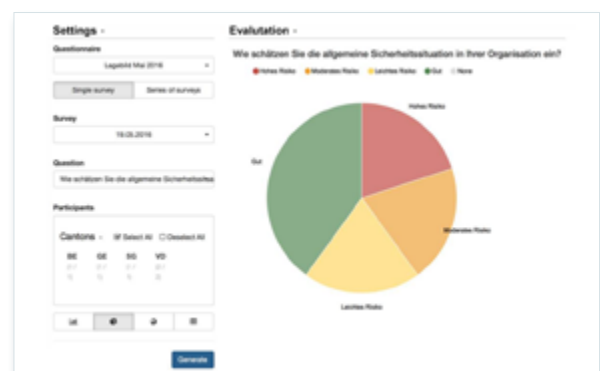 Settings
Questionnaire
Lagebild Mai 2016
Single survey
Series of surveys
Survey
19.05.2016
Question
Wie schätzen Sie die allgemeine Sicherheitssituation
Participants
Cantons
Select All
Deselect All
BE GE SG VD
Generate
Evalutation
Wie schätzen Sie die allgemeine Sicherheitssituation in Ihrer Organisation ein?
Hohes Risiko Moderates Risiko Leichtes Risiko Gut None
Hohes Risiko
Gut
Moderates Risiko
Leichtes Risiko